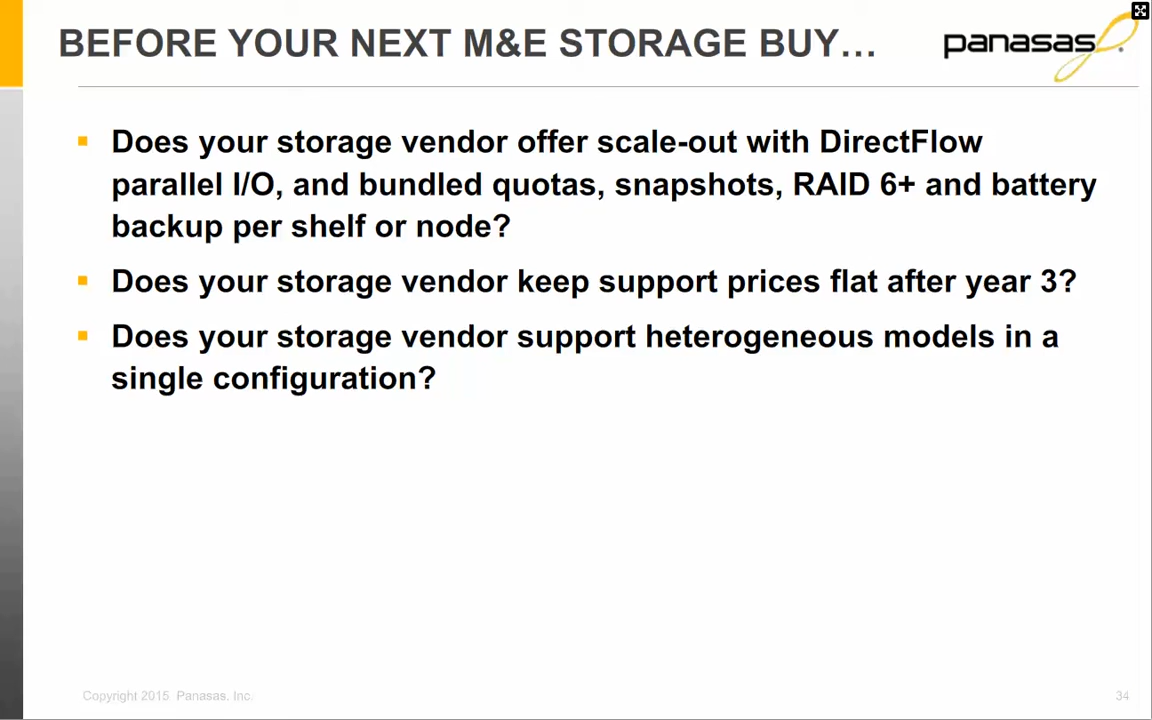 BEFORE YOUR NEXT M&E STORAGE BUY…
panasas
▪ Does your storage vendor offer scale-out with DirectFlow
parallel I/O, and bundled quotas, snapshots, RAID 6+ and battery
backup per shelf or node?
▪ Does your storage vendor keep support prices flat after year 3?
▪ Does your storage vendor support heterogeneous models in a
single configuration?
Copyright 2015 Panasas, Inc.
34